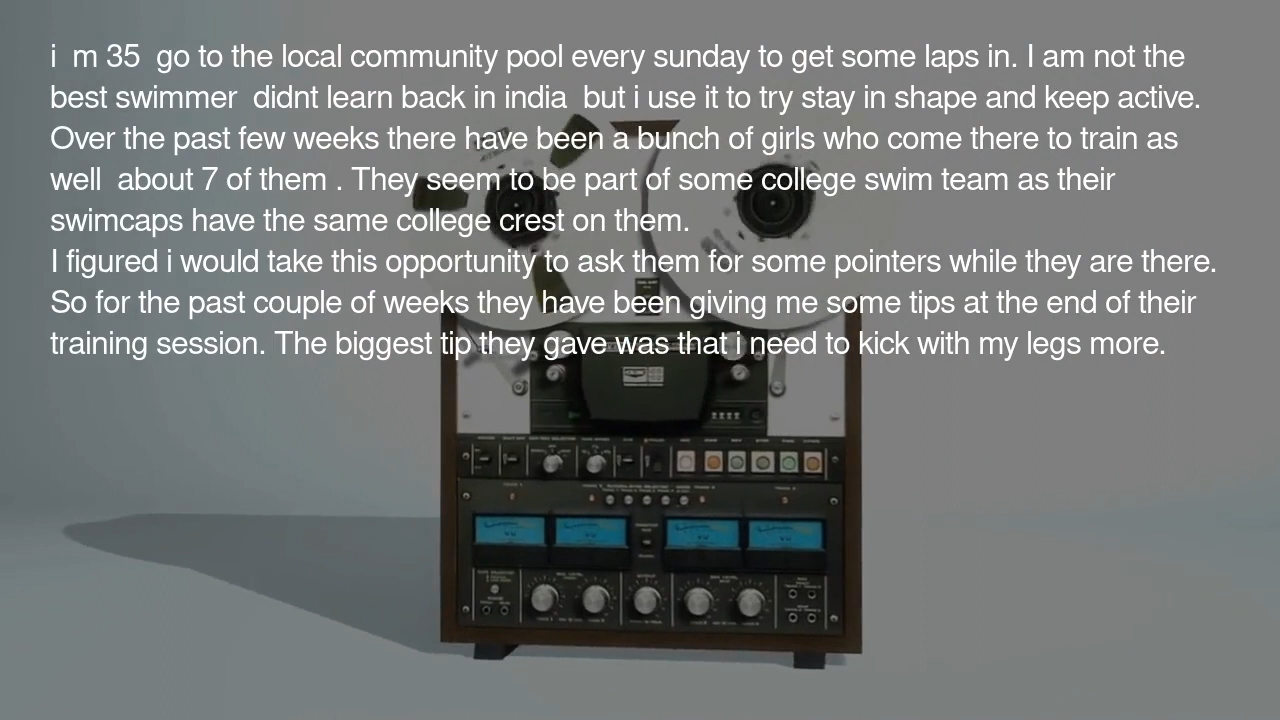 i  m 35  go to the local community pool every sunday to get some laps in. I am not the
best swimmer  didnt learn back in india  but i use it to try stay in shape and keep active.
Over the past few weeks there have been a bunch of girls who come there to train as
well  about 7 of them . They seem to be part of some college swim team as their
swimcaps have the same college crest on them.
I figured i would take this opportunity to ask them for some pointers while they are there.
So for the past couple of weeks they have been giving me some tips at the end of their
training session. The biggest tip they gave was that i need to kick with my legs more.